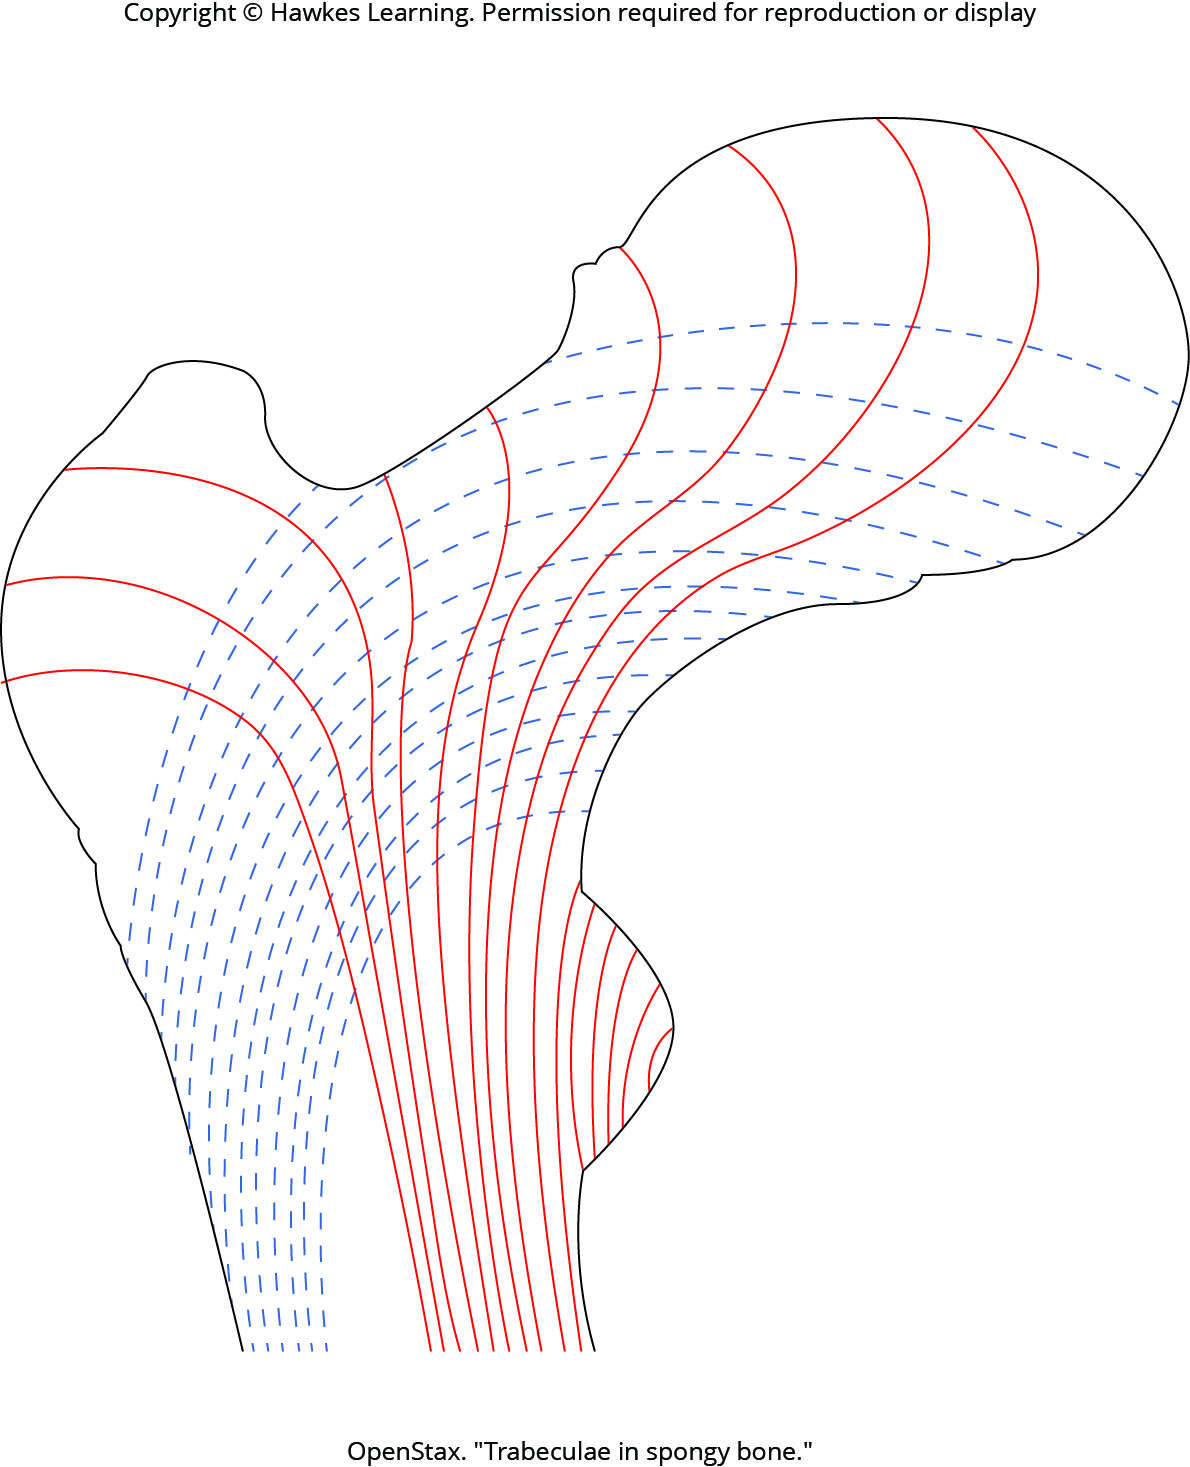 Copyright © Hawkes Learning. Permission required for reproduction or display
OpenStax. "Trabeculae in spongy bone."